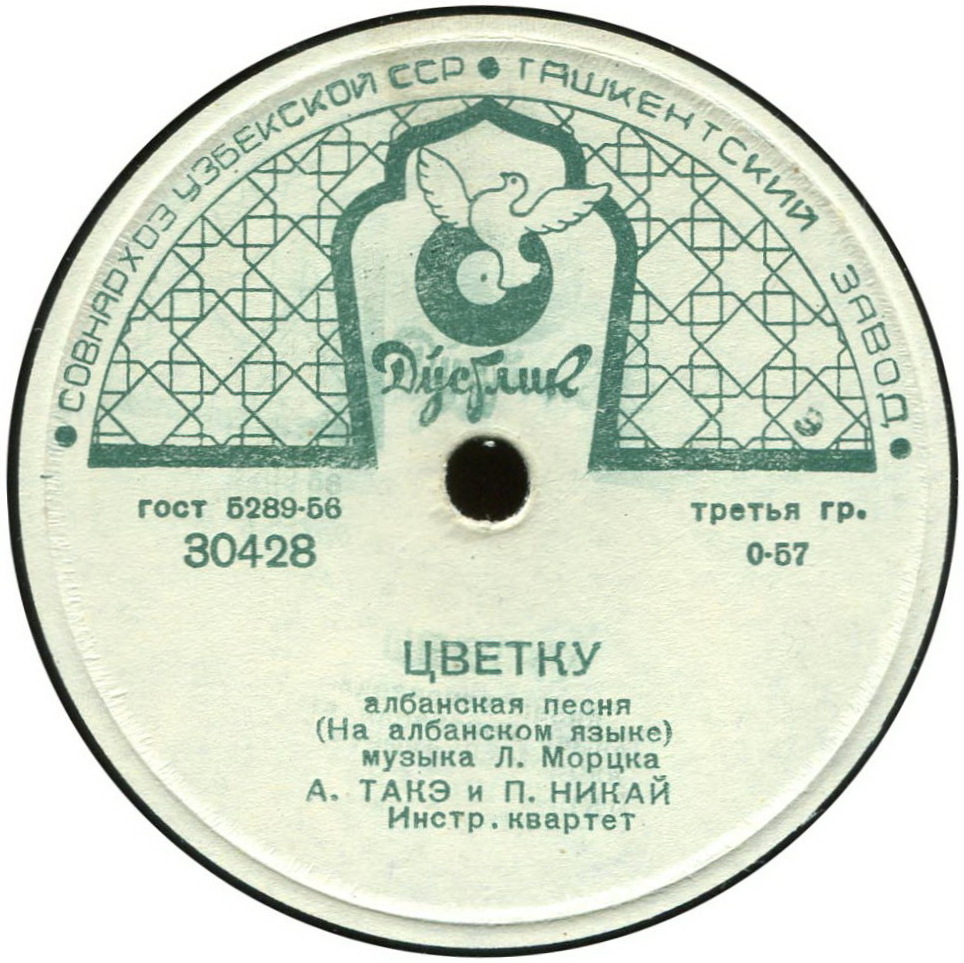 СОВНАРХОЗ УЗБЕКСКОЙ ССР • ТАШКЕНТСКИЙ ЗАВОД
Дўстлик
гост 5289-56
30428
третья гр.
0-57
ЦВЕТКУ
албанская песня
(На албанском языке)
музыка Л. Морцка
А. ТАКЭ и П. НИКАЙ
Инстр. квартет